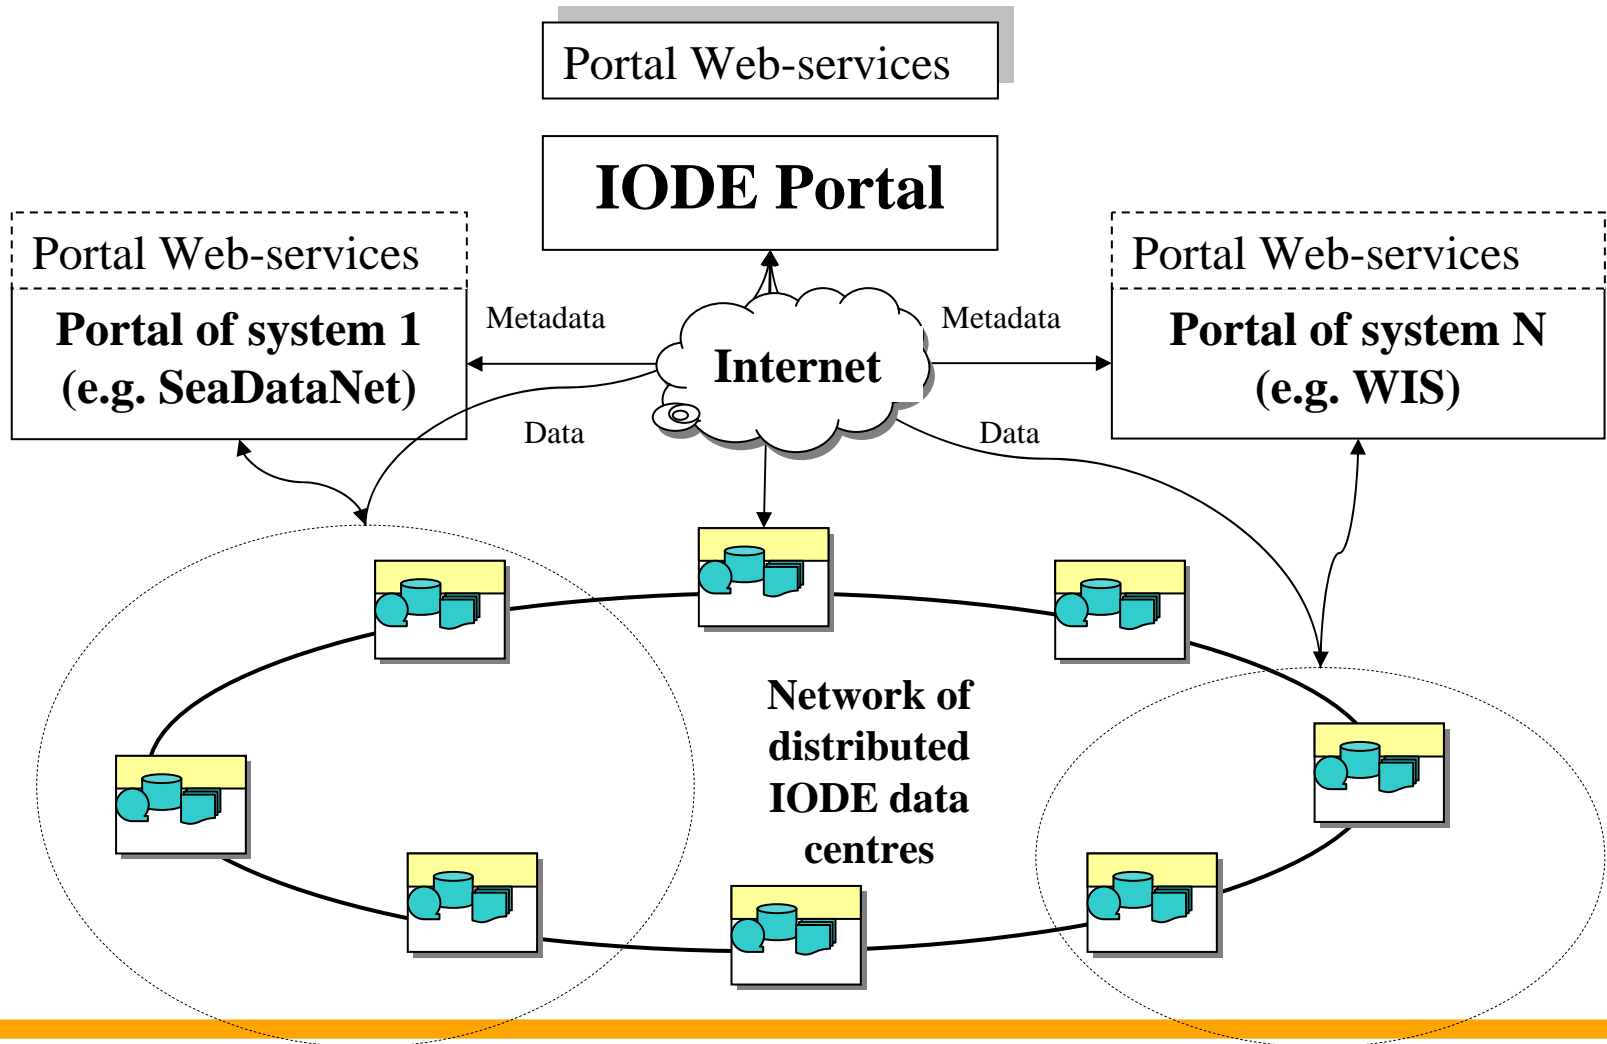 Portal Web-services
IODE Portal
Portal Web-services
Portal of system 1
(e.g. SeaDataNet)
Metadata
Data
Internet
Metadata
Data
Portal Web-services
Portal of system N
(e.g. WIS)
Network of
distributed
IODE data
centres